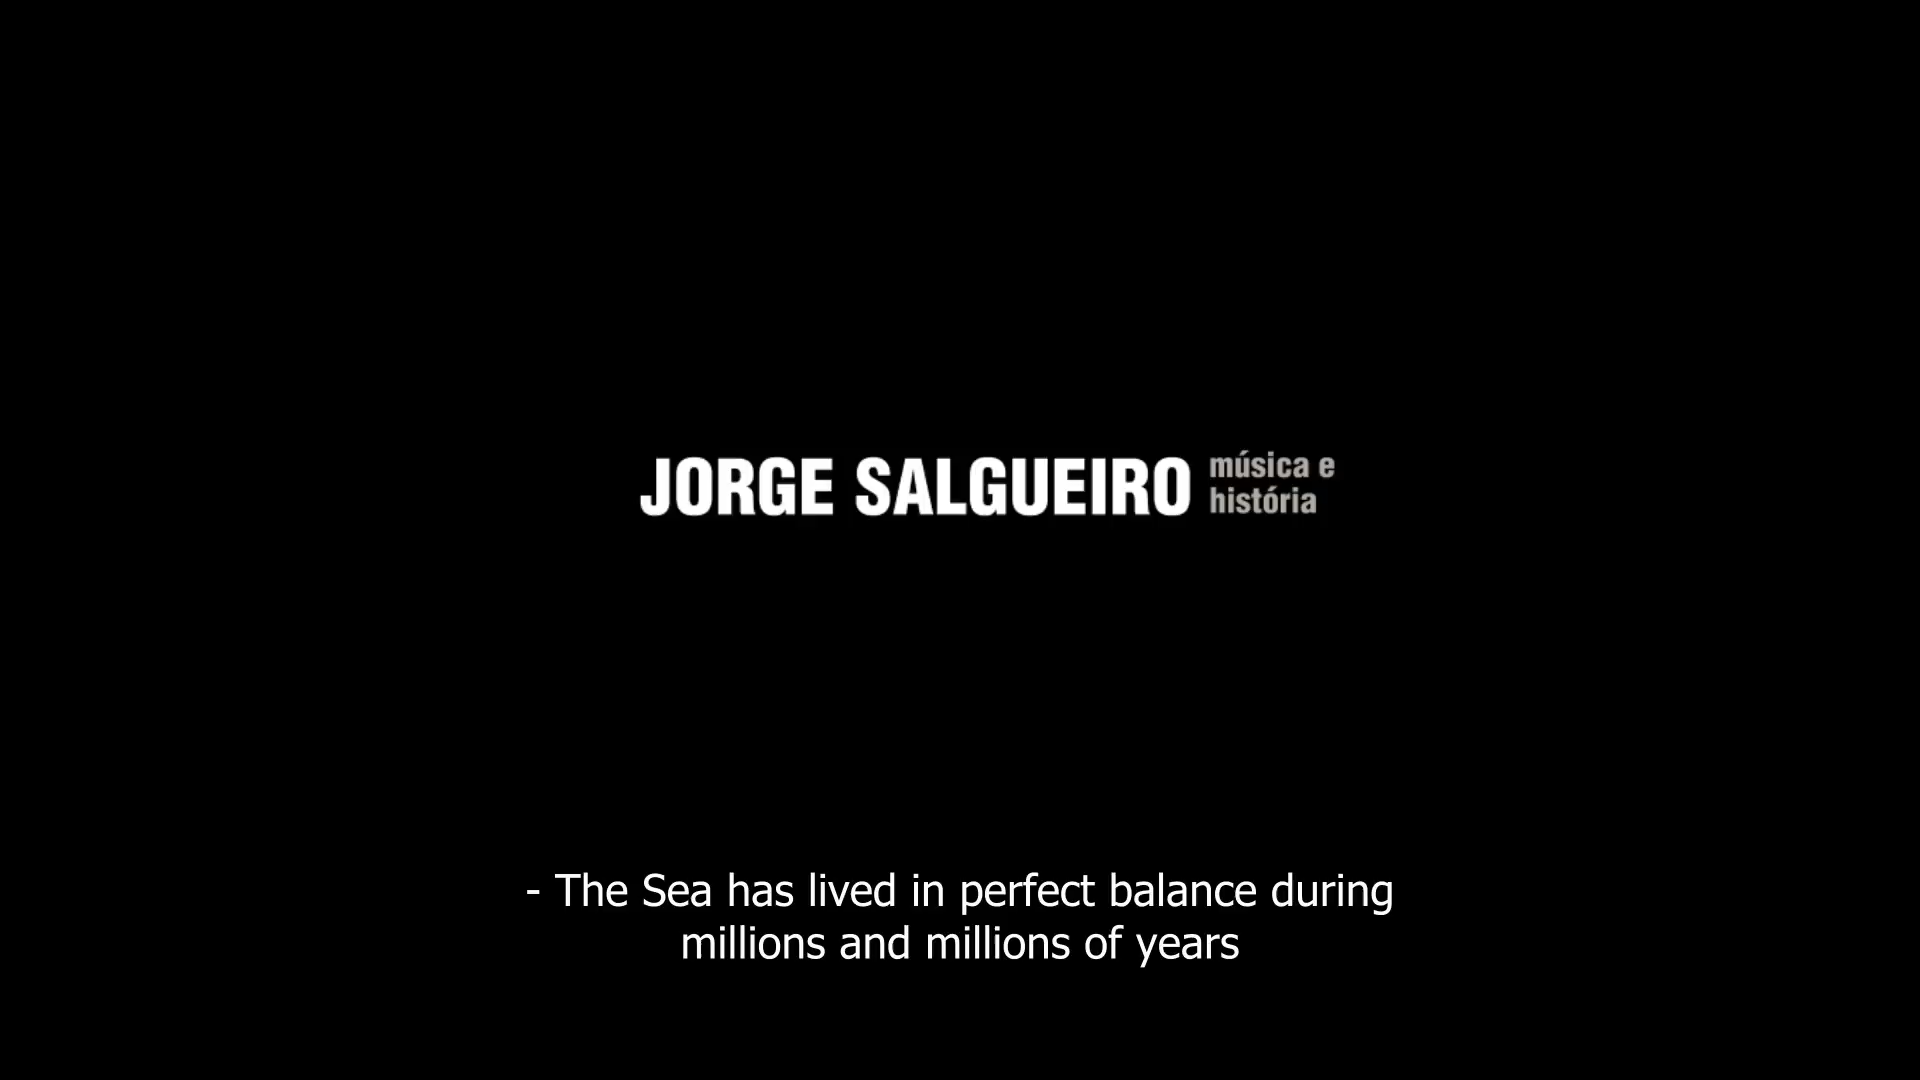 JORGE SALGUEIRO
música e
história
- The Sea has lived in perfect balance during
millions and millions of years